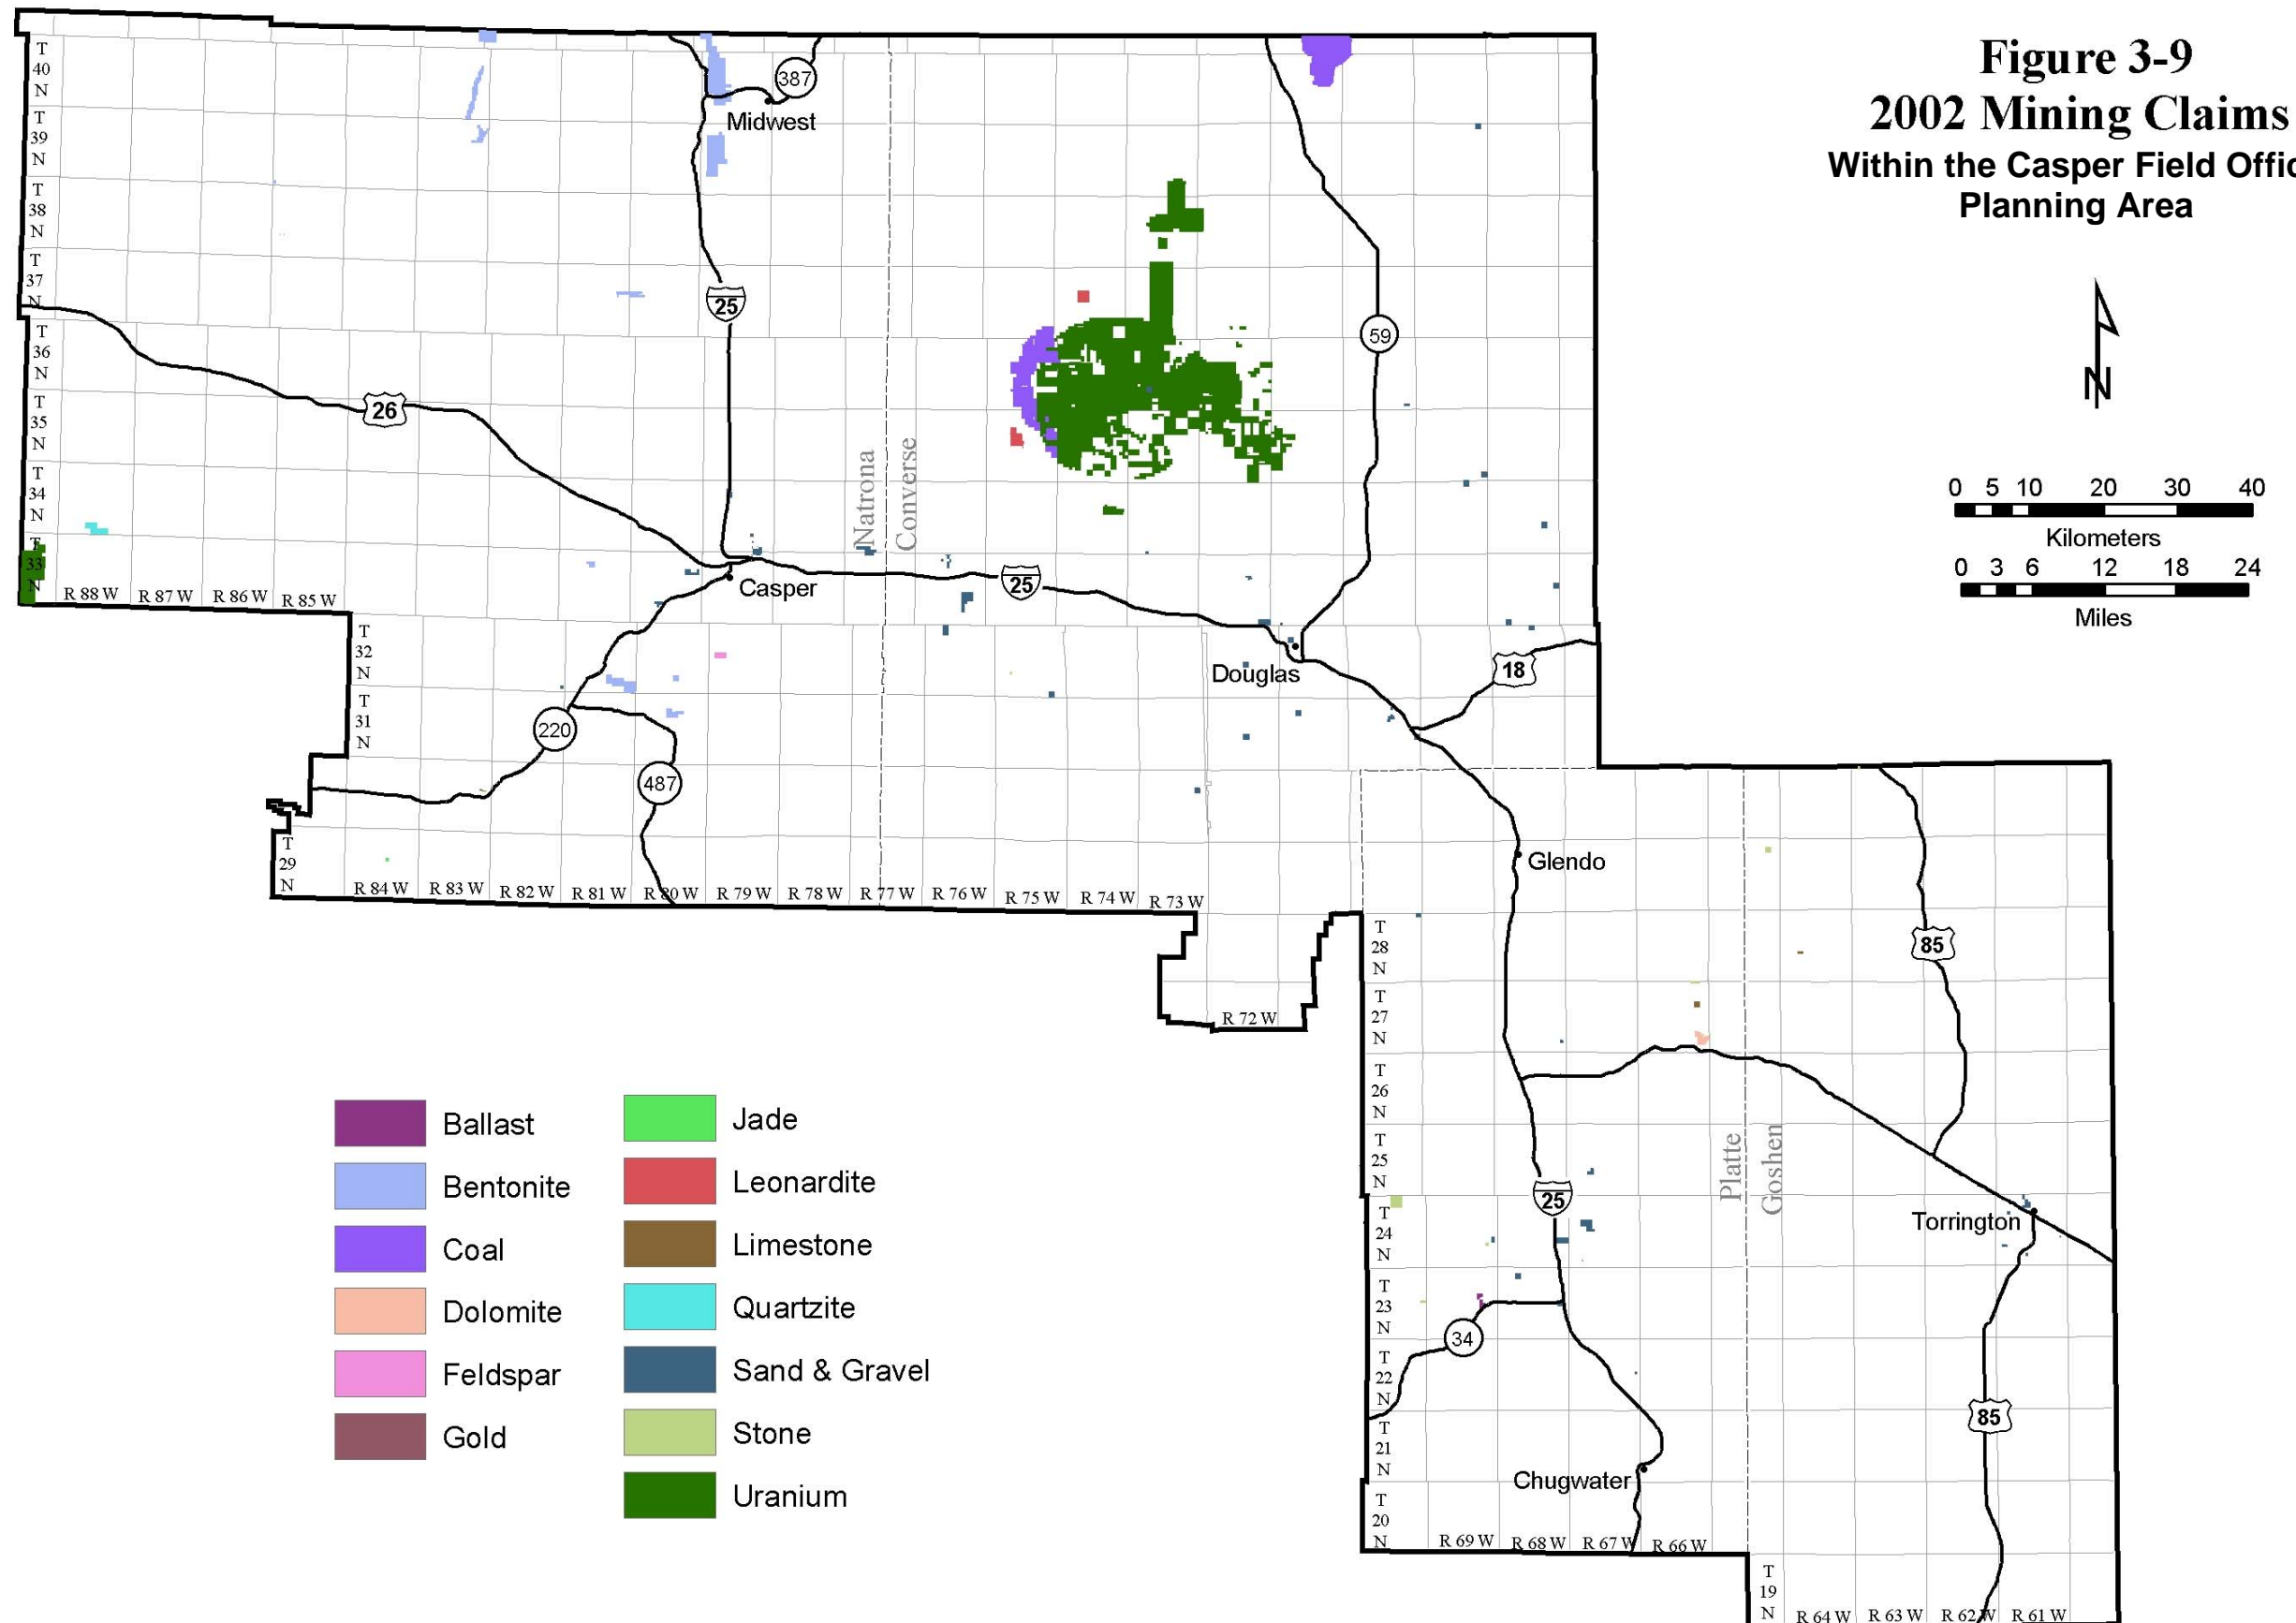 Figure 3-9
2002 Mining Claims
Within the Casper Field Offic
Planning Area
N
0 5 10 20 30 40
Kilometers
0 3 6 12 18 24
Miles
T
40
N
T
39
N
T
38
N
T
37
N
T
36
N
T
35
N
T
34
N
T
33
N
R 88 W R 87 W R 86 W R 85 W
T
32
N
T
31
N
T
29
N
R 84 W R 83 W R 82 W R 81 W R 80 W R 79 W R 78 W R 77 W R 76 W R 75 W R 74 W R 73 W
R 72 W
387
Midwest
25
59
26
Natrona
Converse
Casper
25
Douglas
18
220
487
Glendo
85
T
28
N
T
27
N
T
26
N
T
25
N
T
24
N
T
23
N
T
22
N
T
21
N
T
20
N
Platte
Goshen
25
Torrington
34
85
Chugwater
R 69 W R 68 W R 67 W R 66 W
T
19
N
R 64 W R 63 W R 62 W R 61 W
Ballast
Bentonite
Coal
Dolomite
Feldspar
Gold
Jade
Leonardite
Limestone
Quartzite
Sand & Gravel
Stone
Uranium